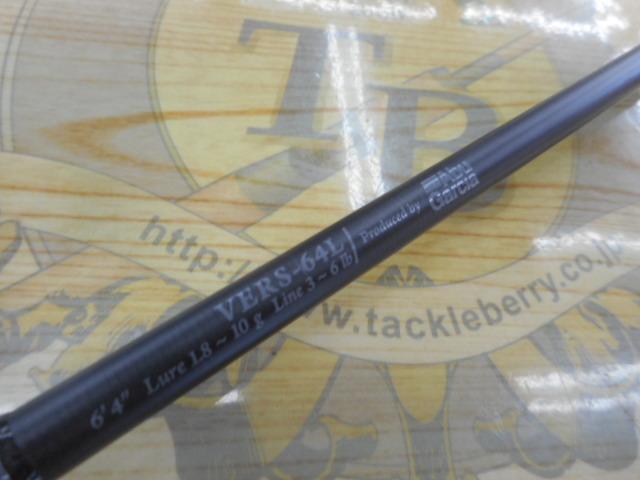 TB
http://
www.tackleberry.co.jp
VERS-64L
Produced by
Abu
Garcia
6'4" Lure 1.8 ~ 10 g Line 3 ~ 6 lb